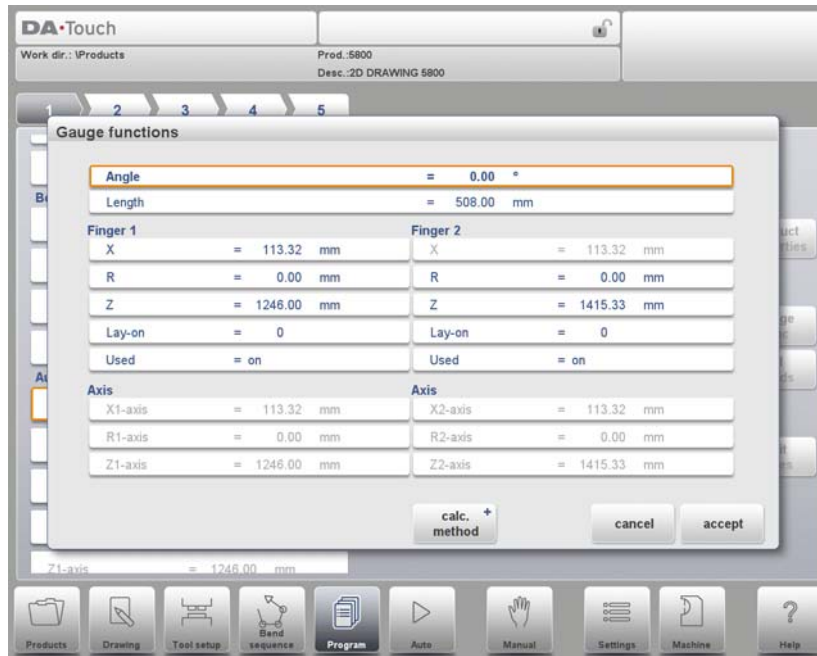 DA·Touch
Work dir.: \Products
Prod.:5800
Desc.:2D DRAWING 5800
1 2 3 4 5
Gauge functions
Angle = 0.00 °
Length = 508.00 mm
Finger 1 Finger 2
X = 113.32 mm X = 113.32 mm
R = 0.00 mm R = 0.00 mm
Z = 1246.00 mm Z = 1415.33 mm
Lay-on = 0 Lay-on = 0
Used = on Used = on
Axis Axis
X1-axis = 113.32 mm X2-axis = 113.32 mm
R1-axis = 0.00 mm R2-axis = 0.00 mm
Z1-axis = 1246.00 mm Z2-axis = 1415.33 mm
calc. +
method
cancel accept
Z1-axis = 1246.00 mm
Products Drawing Tool setup Bend
sequence Program Auto Manual Settings Machine Help